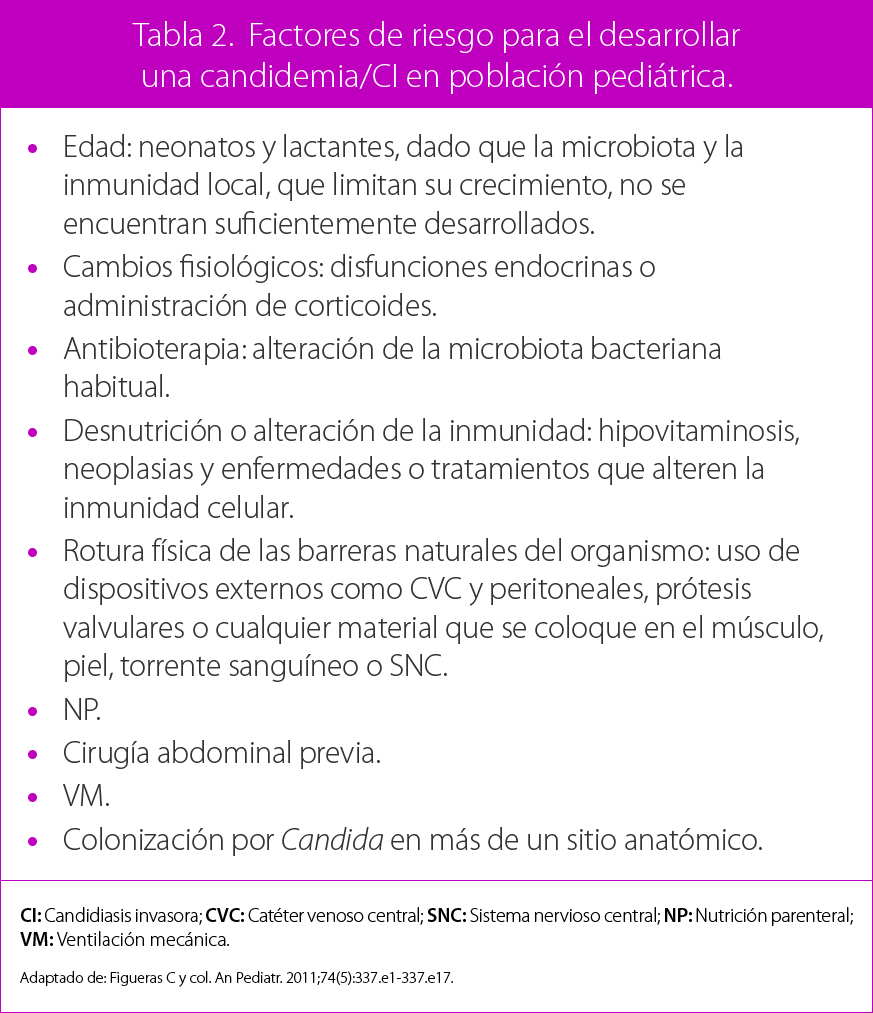 Tabla 2. Factores de riesgo para el desarrollar
una candidemia/CI en población pediátrica.
• Edad: neonatos y lactantes, dado que la microbiota y la
inmunidad local, que limitan su crecimiento, no se
encuentran suficientemente desarrollados.
• Cambios fisiológicos: disfunciones endocrinas o
administración de corticoides.
• Antibioterapia: alteración de la microbiota bacteriana
habitual.
• Desnutrición o alteración de la inmunidad: hipovitaminosis,
neoplasias y enfermedades o tratamientos que alteren la
inmunidad celular.
• Rotura física de las barreras naturales del organismo: uso de
dispositivos externos como CVC y peritoneales, prótesis
valvulares o cualquier material que se coloque en el músculo,
piel, torrente sanguíneo o SNC.
• NP.
• Cirugía abdominal previa.
• VM.
• Colonización por Candida en más de un sitio anatómico.
CI: Candidiasis invasora; CVC: Catéter venoso central; SNC: Sistema nervioso central; NP: Nutrición parenteral;
VM: Ventilación mecánica.
Adaptado de: Figueras C y col. An Pediatr. 2011;74(5):337.e1-337.e17.